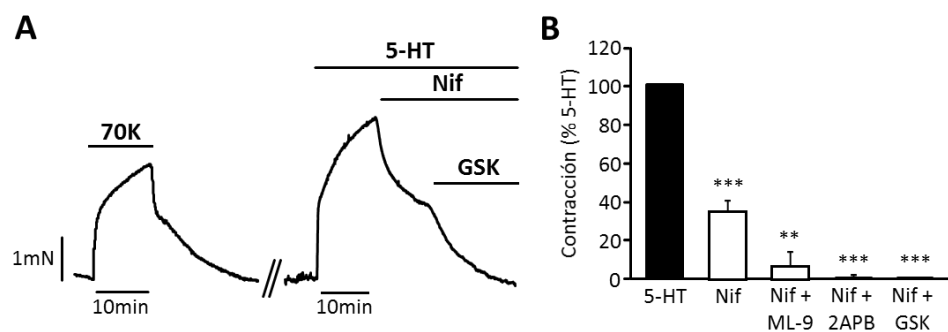 A
5-HT
Nif
70K
GSK
1mN
10min
10min
B
Contracción (% 5-HT)
120
100
80
60
40
20
0
***
**
***
***
5-HT
Nif
Nif +
ML-9
Nif +
2APB
Nif +
GSK